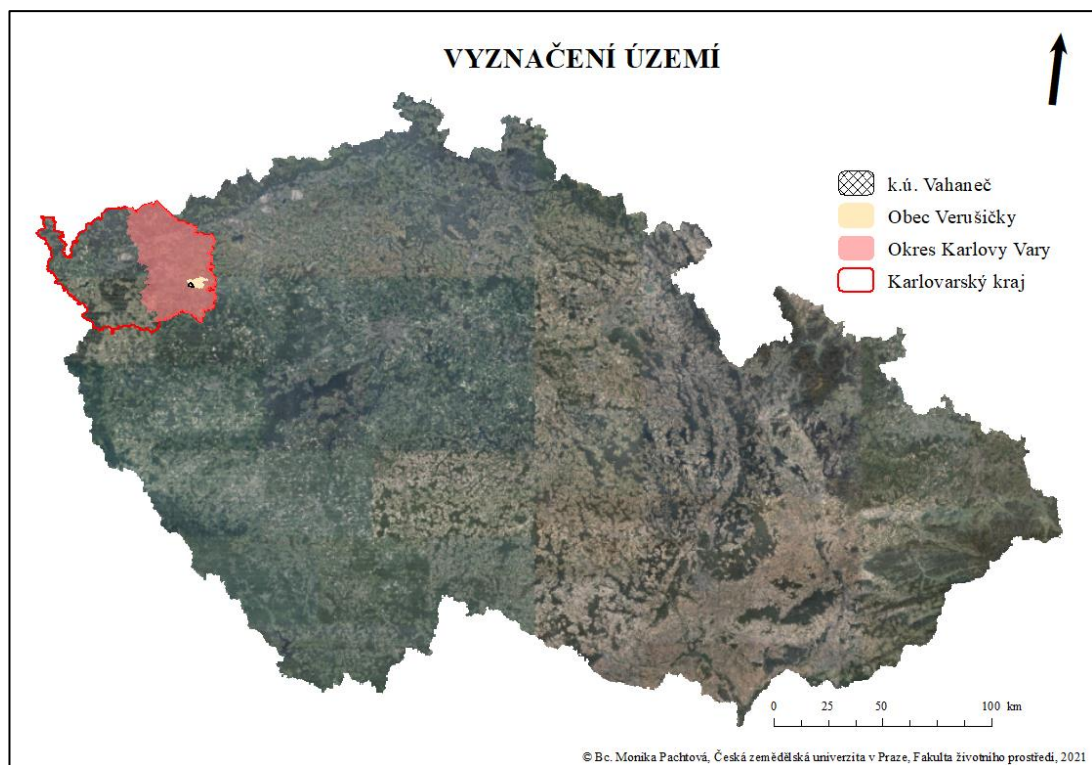 VYZNAČENÍ ÚZEMÍ
k.ú. Vahaneč
Obec Verušičky
Okres Karlovy Vary
Karlovarský kraj
0 25 50 100 km
© Bc. Monika Pachtová, Česká zemědělská univerzita v Praze, Fakulta životního prostředí, 2021